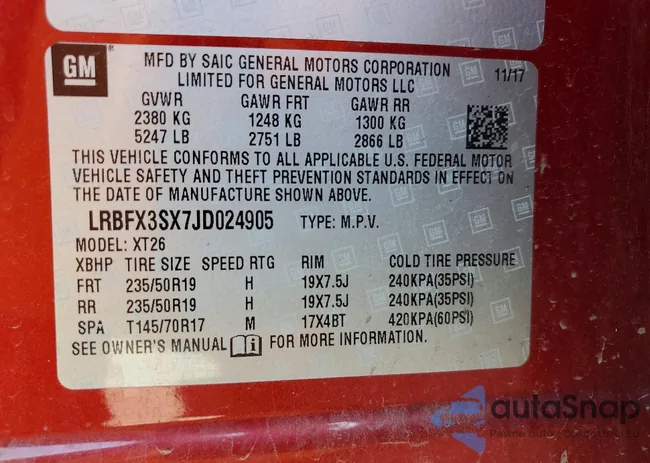 GM
MFD BY SAIC GENERAL MOTORS CORPORATION
LIMITED FOR GENERAL MOTORS LLC
11/17
GVWR GAWR FRT GAWR RR
2380 KG 1248 KG 1300 KG
5247 LB 2751 LB 2866 LB
THIS VEHICLE CONFORMS TO ALL APPLICABLE U.S. FEDERAL MOTOR
VEHICLE SAFETY AND THEFT PREVENTION STANDARDS IN EFFECT ON
THE DATE OF MANUFACTURE SHOWN ABOVE.
LRBFX3SX7JD024905 TYPE: M.P.V.
MODEL: XT26
XBHP TIRE SIZE SPEED RTG RIM COLD TIRE PRESSURE
FRT 235/50R19 H 19X7.5J 240KPA(35PSI)
RR 235/50R19 H 19X7.5J 240KPA(35PSI)
SPA T145/70R17 M 17X4BT 420KPA(60PSI)
SEE OWNER'S MANUAL i FOR MORE INFORMATION.
autaSnap